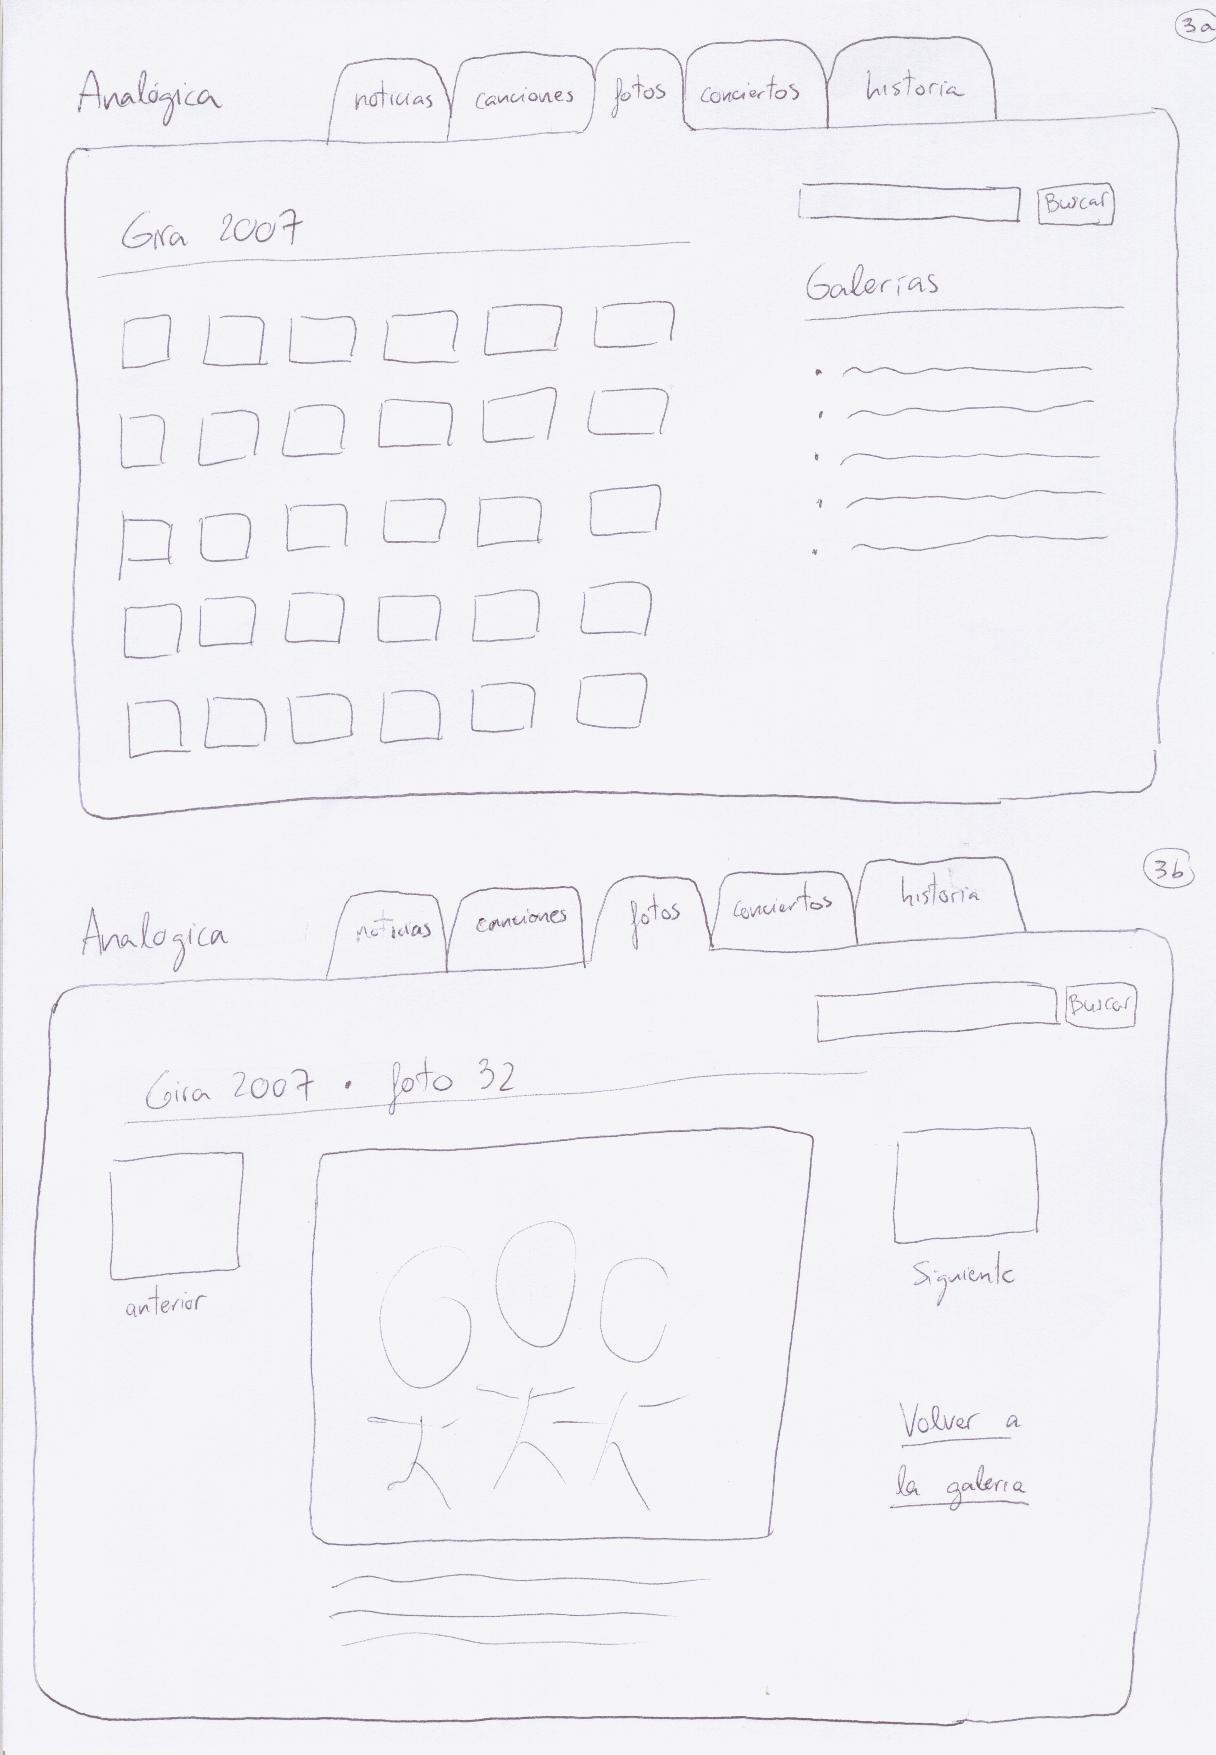 3a
Analógica
noticias canciones fotos conciertos historia
Gira 2007
Buscar
Galerías
3b
Analógica
noticias canciones fotos conciertos historia
Buscar
Gira 2007 · foto 32
anterior
Siguiente
Volver a
la galeria